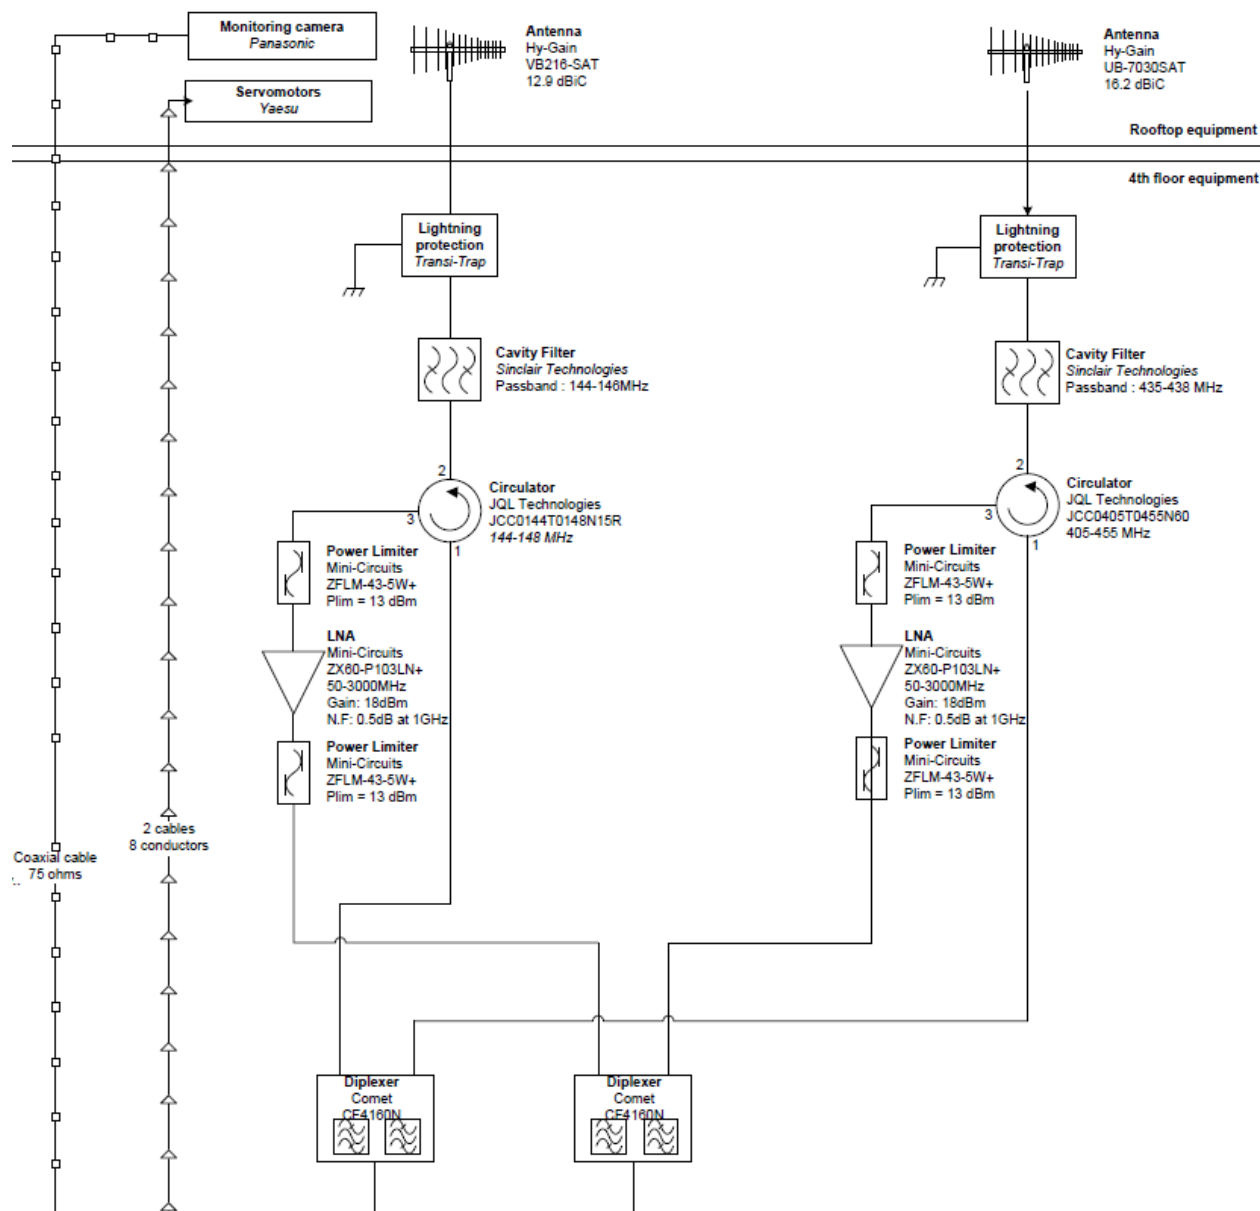 Monitoring camera
Panasonic
Servomotors
Yaesu
Antenna
Hy-Gain
VB216-SAT
12.9 dBiC
Antenna
Hy-Gain
UB-7030SAT
16.2 dBiC
Rooftop equipment
4th floor equipment
Lightning
protection
Transi-Trap
Lightning
protection
Transi-Trap
Cavity Filter
Sinclair Technologies
Passband : 144-146MHz
Cavity Filter
Sinclair Technologies
Passband : 435-438 MHz
2
3
1
Circulator
JQL Technologies
JCC0144T0148N15R
144-148 MHz
2
3
1
Circulator
JQL Technologies
JCC0405T0455N60
405-455 MHz
Power Limiter
Mini-Circuits
ZFLM-43-5W+
Plim = 13 dBm
Power Limiter
Mini-Circuits
ZFLM-43-5W+
Plim = 13 dBm
LNA
Mini-Circuits
ZX60-P103LN+
50-3000MHz
Gain: 18dBm
N.F: 0.5dB at 1GHz
LNA
Mini-Circuits
ZX60-P103LN+
50-3000MHz
Gain: 18dBm
N.F: 0.5dB at 1GHz
Power Limiter
Mini-Circuits
ZFLM-43-5W+
Plim = 13 dBm
Power Limiter
Mini-Circuits
ZFLM-43-5W+
Plim = 13 dBm
Coaxial cable
75 ohms
2 cables
8 conductors
Diplexer
Comet
CF4160N
Diplexer
Comet
CF4160N